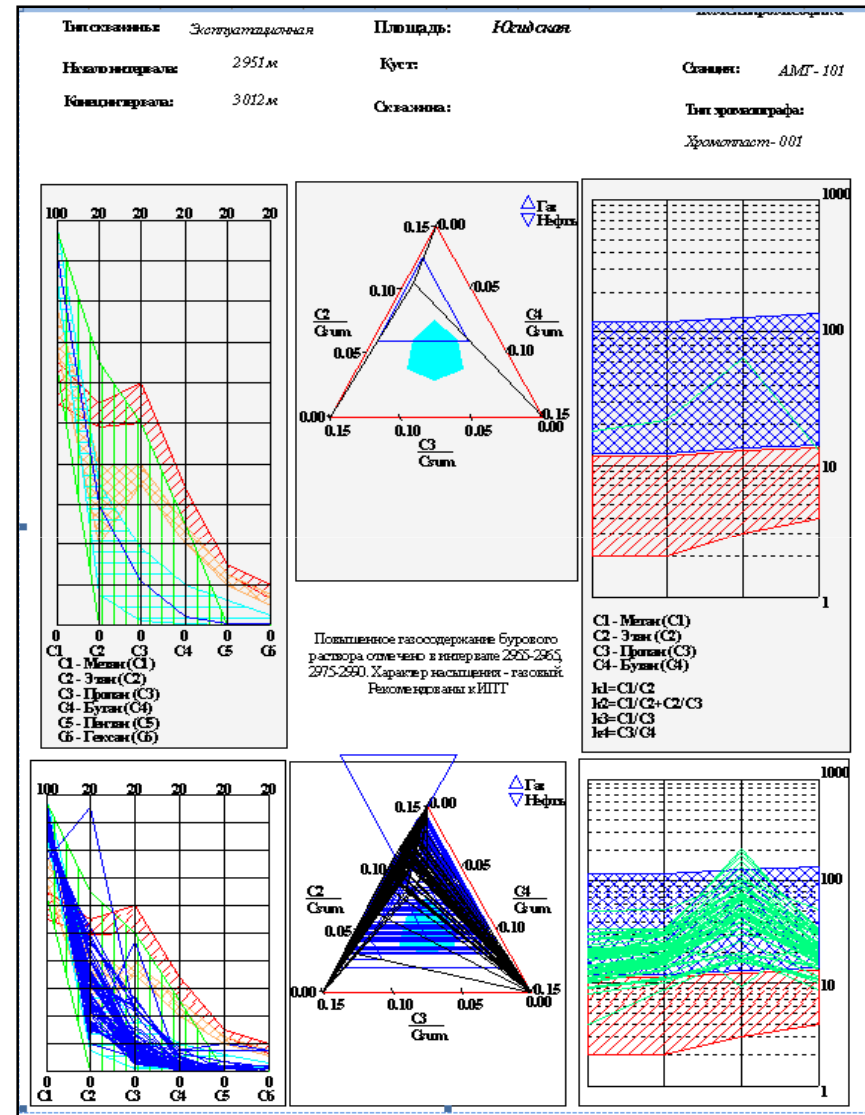 Тип скважины: Эксплуатационная Площадь: Югидская
Начало интервала: 2951 м Куст: Станция: АМТ - 101
Конец интервала: 3012 м Скважина: Тип хроматографа:
Хромопласт - 001
100 20 20 20 20 20
0 0 0 0 0 0
C1 C2 C3 C4 C5 C6
C1 - Метан (C1)
C2 - Этан (C2)
C3 - Пропан (C3)
C4 - Бутан (C4)
C5 - Пентан (C5)
C6 - Гексан (C6)
Газ
Нефть
0.15 0.00
0.10 0.05
C2
Csum
C4
Csum
0.05 0.10
0.00 0.15
0.15 0.10 0.05 0.00
C3
Csum
Повышенное газосодержание бурового
раствора отмечено в интервале 2955-2965,
2975-2990. Характер насыщения - газовый.
Рекомендованы к ИПТ
1000
100
10
1
C1 - Метан (C1)
C2 - Этан (C2)
C3 - Пропан (C3)
C4 - Бутан (C4)
k1=C1/C2
k2=C1/C2+C2/C3
k3=C1/C3
k4=C3/C4
100 20 20 20 20 20
0 0 0 0 0 0
C1 C2 C3 C4 C5 C6
Газ
Нефть
0.15 0.00
0.10 0.05
C2
Csum
C4
Csum
0.05 0.10
0.00 0.15
0.15 0.10 0.05 0.00
C3
Csum
1000
100
10
1